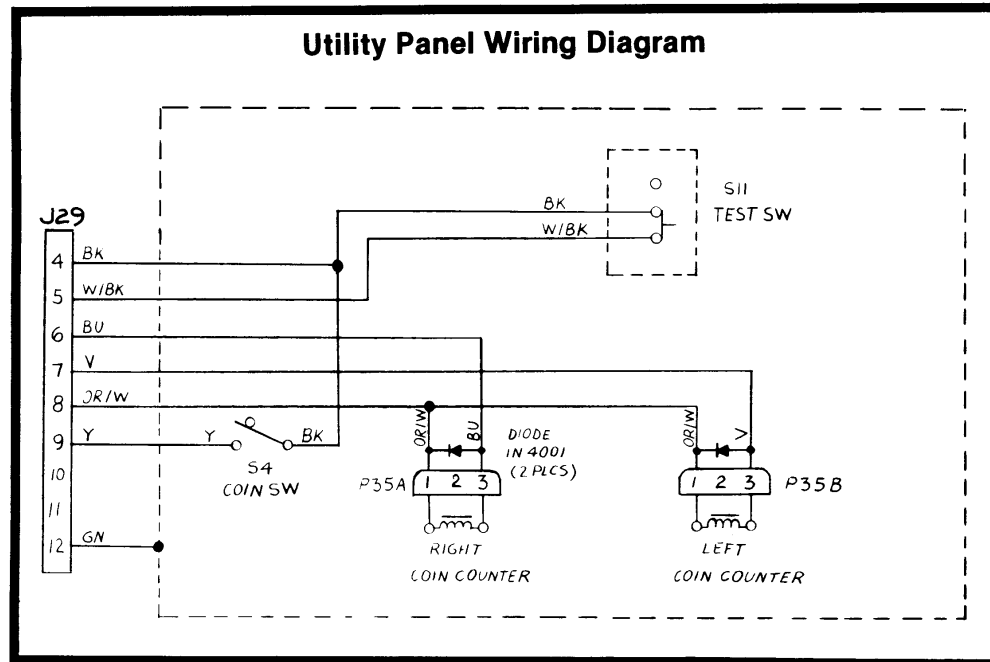 Utility Panel Wiring Diagram
J29
4 BK
5 W/BK
6 BU
7 V
8 OR/W
9 Y
10
11
12 GN
BK
W/BK
S11
TEST SW
Y
BK
S4
COIN SW
OR/W
BU
DIODE
IN 4001
(2 PLCS)
OR/W
V
P35A 1 2 3
1 2 3 P35B
RIGHT
COIN COUNTER
LEFT
COIN COUNTER